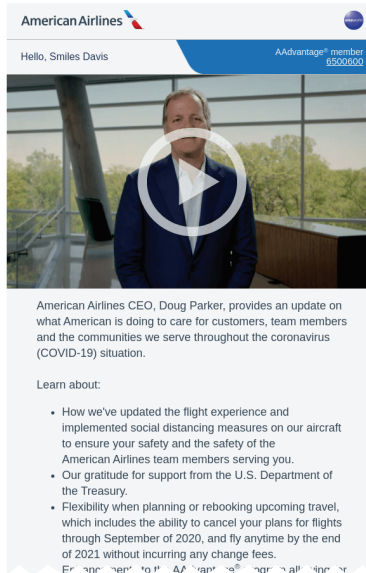 American Airlines
Hello, Smiles Davis
AAdvantage® member
6500600
American Airlines CEO, Doug Parker, provides an update on
what American is doing to care for customers, team members
and the communities we serve throughout the coronavirus
(COVID-19) situation.
Learn about:
• How we've updated the flight experience and
implemented social distancing measures on our aircraft
to ensure your safety and the safety of the
American Airlines team members serving you.
• Our gratitude for support from the U.S. Department of
the Treasury.
• Flexibility when planning or rebooking upcoming travel,
which includes the ability to cancel your plans for flights
through September of 2020, and fly anytime by the end
of 2021 without incurring any change fees.